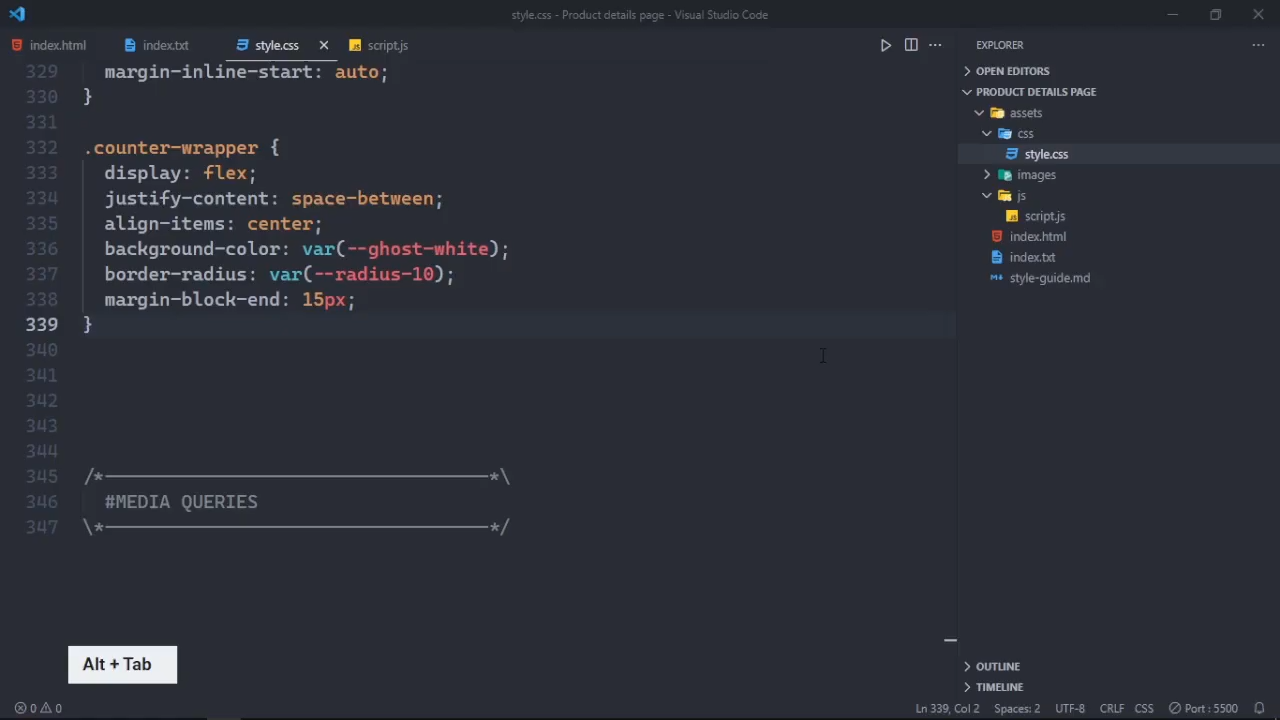 style.css - Product details page - Visual Studio Code
index.html
index.txt
style.css
script.js
329 margin-inline-start: auto;
330 }
331
332 .counter-wrapper {
333 display: flex;
334 justify-content: space-between;
335 align-items: center;
336 background-color: var(--ghost-white);
337 border-radius: var(--radius-10);
338 margin-block-end: 15px;
339 }
340
341
342
343
344
345 /*-----------------------------------*\
346 #MEDIA QUERIES
347 \*-----------------------------------*/
Alt + Tab
EXPLORER
OPEN EDITORS
PRODUCT DETAILS PAGE
assets
css
style.css
images
js
script.js
index.html
index.txt
style-guide.md
OUTLINE
TIMELINE
0 0
Ln 339, Col 2
Spaces: 2
UTF-8
CRLF
CSS
Port : 5500